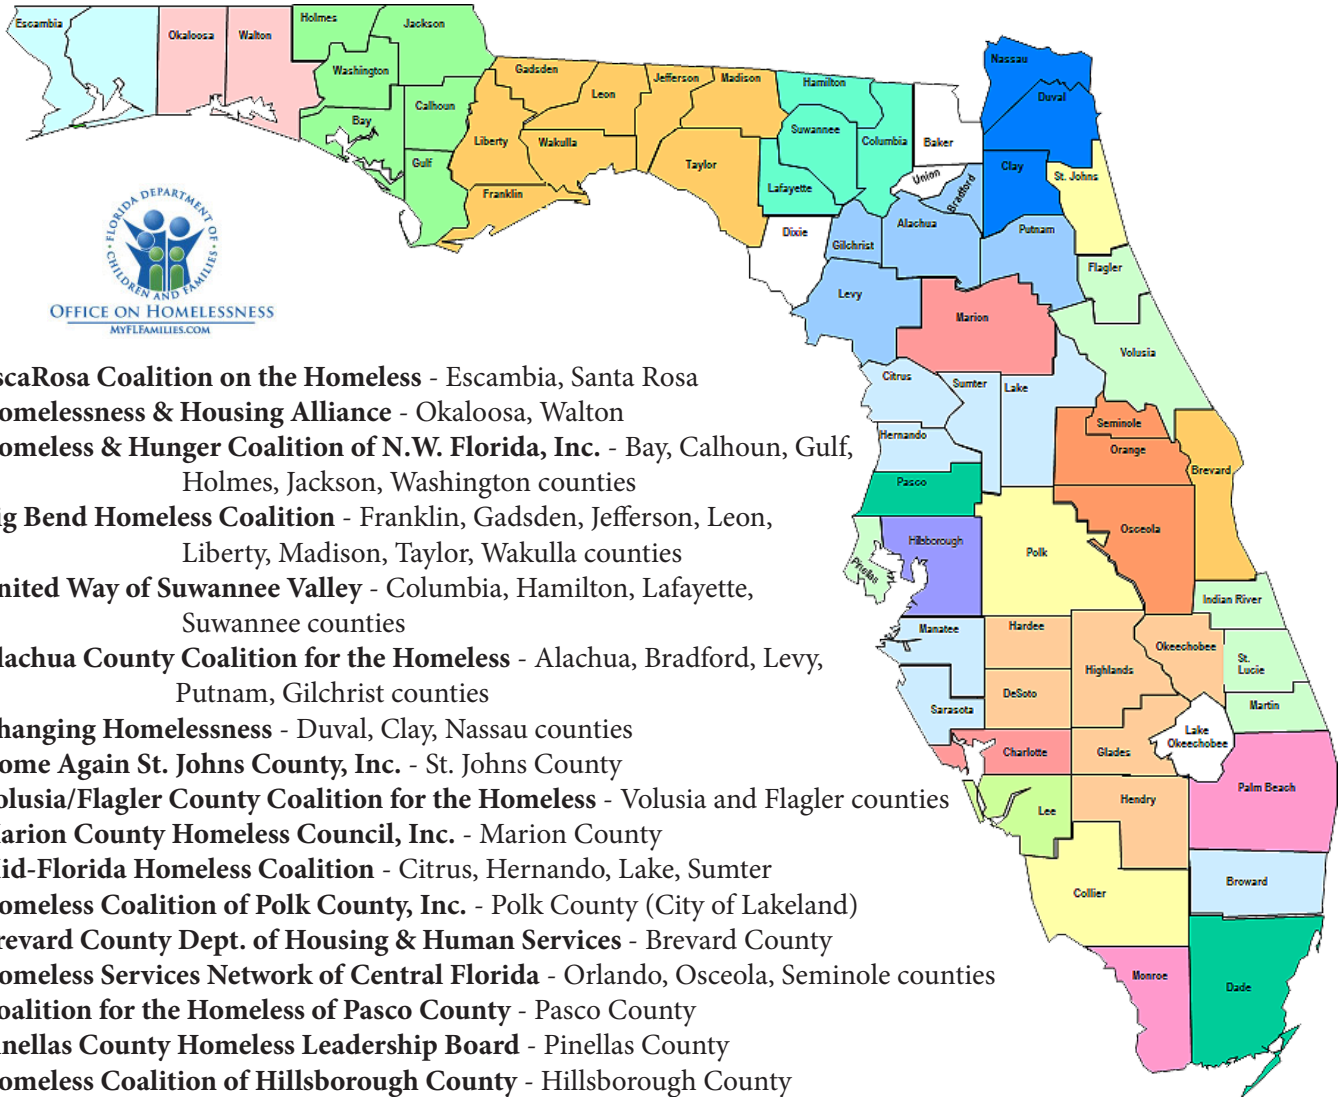 Escambia
Okaloosa
Walton
Holmes
Jackson
Washington
Bay
Calhoun
Gulf
Gadsden
Leon
Jefferson
Madison
Liberty
Wakulla
Franklin
Taylor
Hamilton
Suwannee
Columbia
Lafayette
Baker
Union
Bradford
Nassau
Duval
Clay
St. Johns
Dixie
Gilchrist
Alachua
Putnam
Flagler
Levy
Marion
Volusia
Citrus
Sumter
Lake
Hernando
Seminole
Orange
Brevard
Pasco
Osceola
Hillsborough
Pinellas
Polk
Indian River
Manatee
Hardee
Okeechobee
Highlands
St.
Lucie
DeSoto
Sarasota
Martin
Lake
Okeechobee
Charlotte
Glades
Palm Beach
Lee
Hendry
Collier
Broward
Monroe
Dade
FLORIDA DEPARTMENT OF
CHILDREN AND FAMILIES
OFFICE ON HOMELESSNESS
MYFLFAMILIES.COM
scaRosa Coalition on the Homeless - Escambia, Santa Rosa
omelessness & Housing Alliance - Okaloosa, Walton
omeless & Hunger Coalition of N.W. Florida, Inc. - Bay, Calhoun, Gulf,
Holmes, Jackson, Washington counties
ig Bend Homeless Coalition - Franklin, Gadsden, Jefferson, Leon,
Liberty, Madison, Taylor, Wakulla counties
nited Way of Suwannee Valley - Columbia, Hamilton, Lafayette,
Suwannee counties
lachua County Coalition for the Homeless - Alachua, Bradford, Levy,
Putnam, Gilchrist counties
hanging Homelessness - Duval, Clay, Nassau counties
ome Again St. Johns County, Inc. - St. Johns County
olusia/Flagler County Coalition for the Homeless - Volusia and Flagler counties
arion County Homeless Council, Inc. - Marion County
id-Florida Homeless Coalition - Citrus, Hernando, Lake, Sumter
omeless Coalition of Polk County, Inc. - Polk County (City of Lakeland)
revard County Dept. of Housing & Human Services - Brevard County
omeless Services Network of Central Florida - Orlando, Osceola, Seminole counties
oalition for the Homeless of Pasco County - Pasco County
inellas County Homeless Leadership Board - Pinellas County
omeless Coalition of Hillsborough County - Hillsborough County